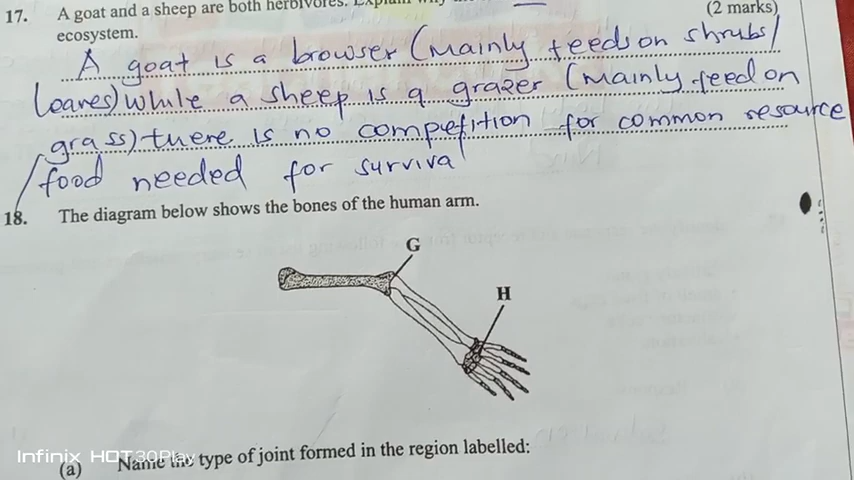 17. A goat and a sheep are both herbivores. Explain
(2 marks)
ecosystem.
A goat is a browser (Mainly feeds on shrubs/
leaves) while a sheep is a grazer (Mainly feed on
grass) there is no competition for common resource
/food needed for surviva
18. The diagram below shows the bones of the human arm.
G
H
(a) Name the type of joint formed in the region labelled:
Infinix HOT 30 Play